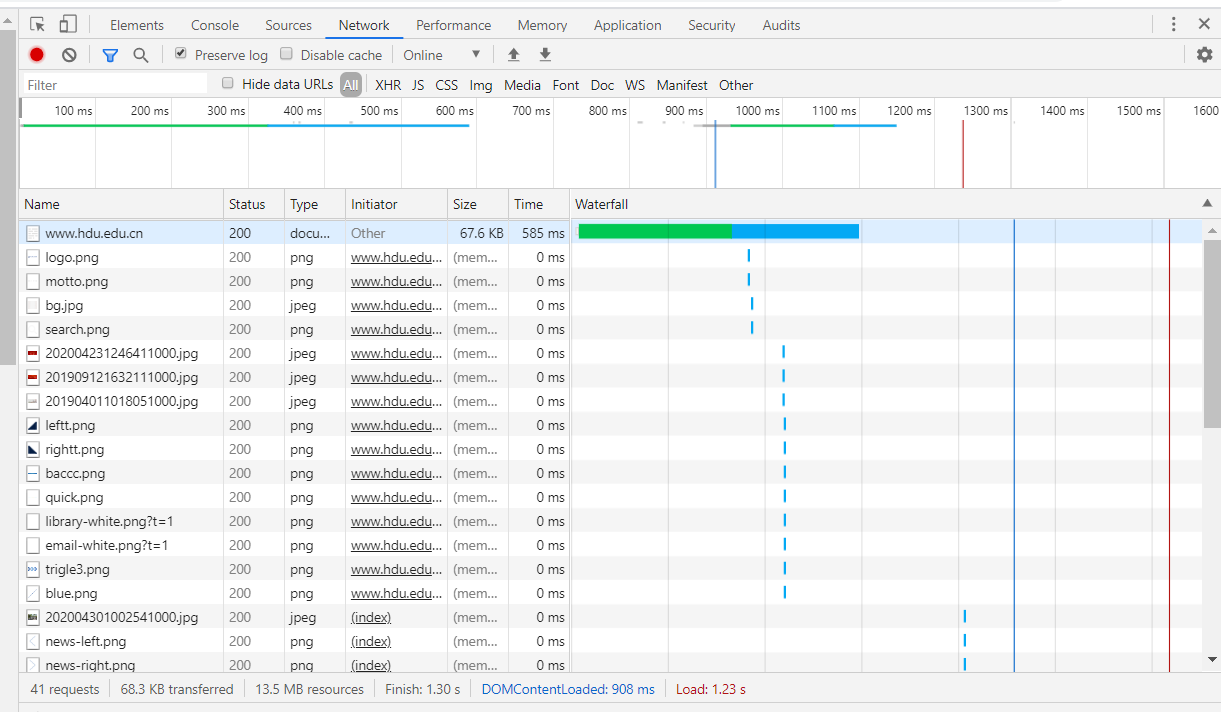 Elements Console Sources Network Performance Memory Application Security Audits
Preserve log Disable cache Online
Filter Hide data URLs All XHR JS CSS Img Media Font Doc WS Manifest Other
100 ms 200 ms 300 ms 400 ms 500 ms 600 ms 700 ms 800 ms 900 ms 1000 ms 1100 ms 1200 ms 1300 ms 1400 ms 1500 ms 1600
Name Status Type Initiator Size Time Waterfall
www.hdu.edu.cn 200 docu... Other 67.6 KB 585 ms
logo.png 200 png www.hdu.edu... (mem... 0 ms
motto.png 200 png www.hdu.edu... (mem... 0 ms
bg.jpg 200 jpeg www.hdu.edu... (mem... 0 ms
search.png 200 png www.hdu.edu... (mem... 0 ms
202004231246411000.jpg 200 jpeg www.hdu.edu... (mem... 0 ms
201909121632111000.jpg 200 jpeg www.hdu.edu... (mem... 0 ms
201904011018051000.jpg 200 jpeg www.hdu.edu... (mem... 0 ms
leftt.png 200 png www.hdu.edu... (mem... 0 ms
rightt.png 200 png www.hdu.edu... (mem... 0 ms
baccc.png 200 png www.hdu.edu... (mem... 0 ms
quick.png 200 png www.hdu.edu... (mem... 0 ms
library-white.png?t=1 200 png www.hdu.edu... (mem... 0 ms
email-white.png?t=1 200 png www.hdu.edu... (mem... 0 ms
trigle3.png 200 png www.hdu.edu... (mem... 0 ms
blue.png 200 png www.hdu.edu... (mem... 0 ms
202004301002541000.jpg 200 jpeg (index) (mem... 0 ms
news-left.png 200 png (index) (mem... 0 ms
news-right.png 200 png (index) (mem... 0 ms
41 requests 68.3 KB transferred 13.5 MB resources Finish: 1.30 s DOMContentLoaded: 908 ms Load: 1.23 s